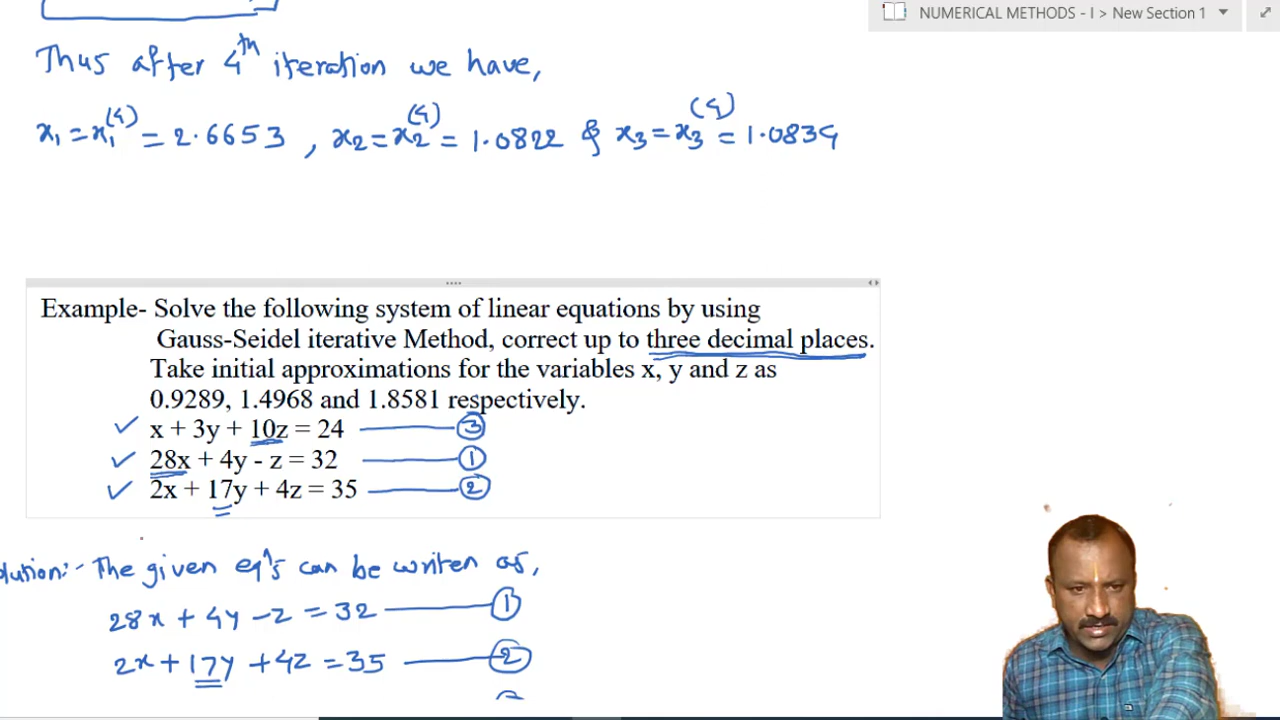 NUMERICAL METHODS - I > New Section 1
Thus after 4th iteration we have,
x₁ = x₁⁽⁴⁾ = 2.6653 , x₂ = x₂⁽⁴⁾ = 1.0822 & x₃ = x₃⁽⁴⁾ = 1.0834
Example- Solve the following system of linear equations by using
Gauss-Seidel iterative Method, correct up to three decimal places.
Take initial approximations for the variables x, y and z as
0.9289, 1.4968 and 1.8581 respectively.
✓ x + 3y + 10z = 24 ③
✓ 28x + 4y - z = 32 ①
✓ 2x + 17y + 4z = 35 ②
olution:- The given eqⁿs can be writen as,
28x + 4y - z = 32 ①
2x + 17y + 4z = 35 ②